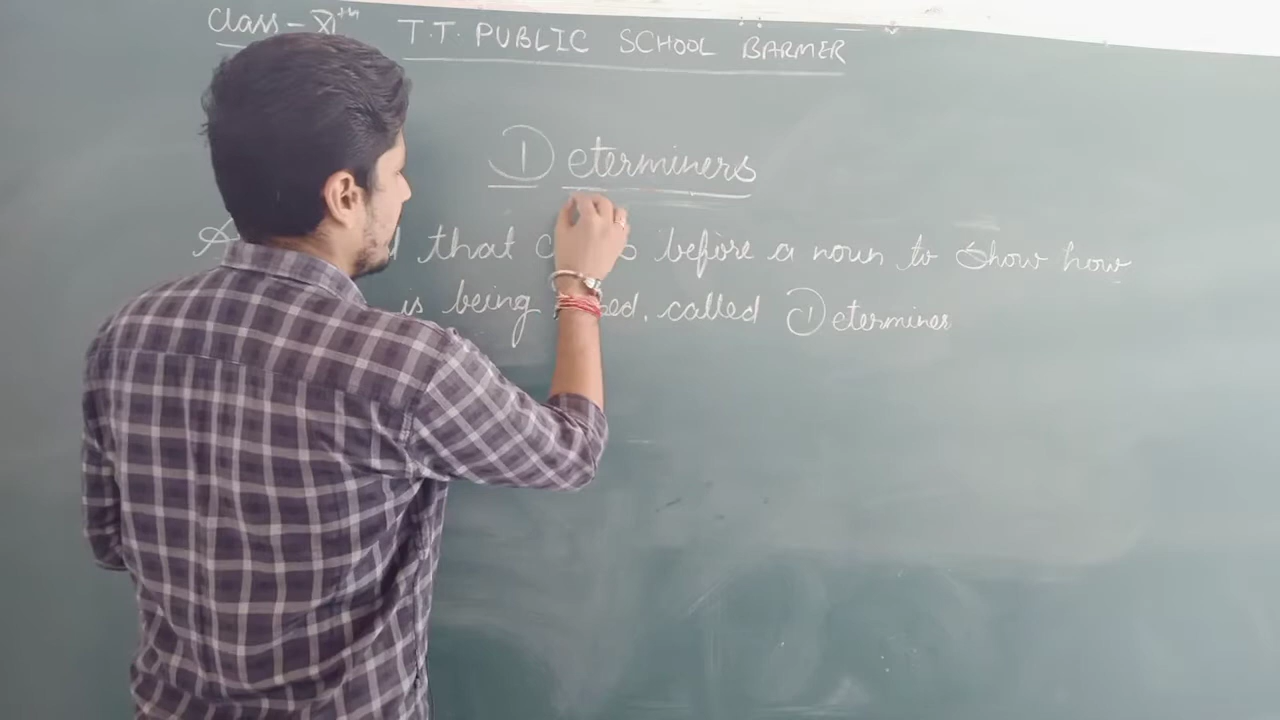 Class - XIth T.T. PUBLIC SCHOOL BARMER
Determiners
A that before a noun to show how
is being called Determiner